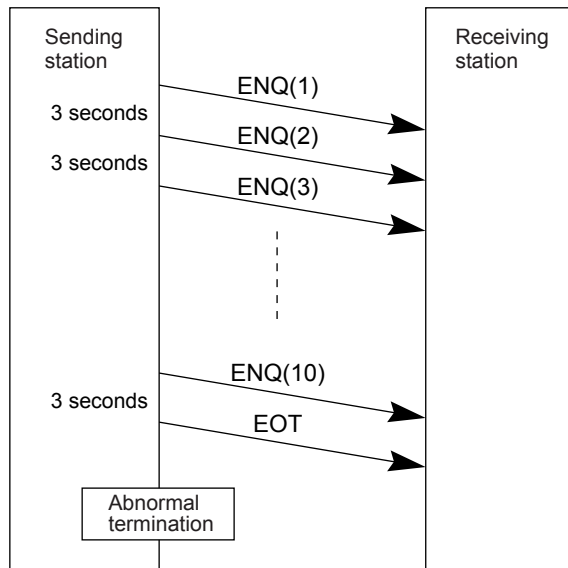 Sending
station
Receiving
station
ENQ(1)
3 seconds
ENQ(2)
3 seconds
ENQ(3)
ENQ(10)
3 seconds
EOT
Abnormal
termination